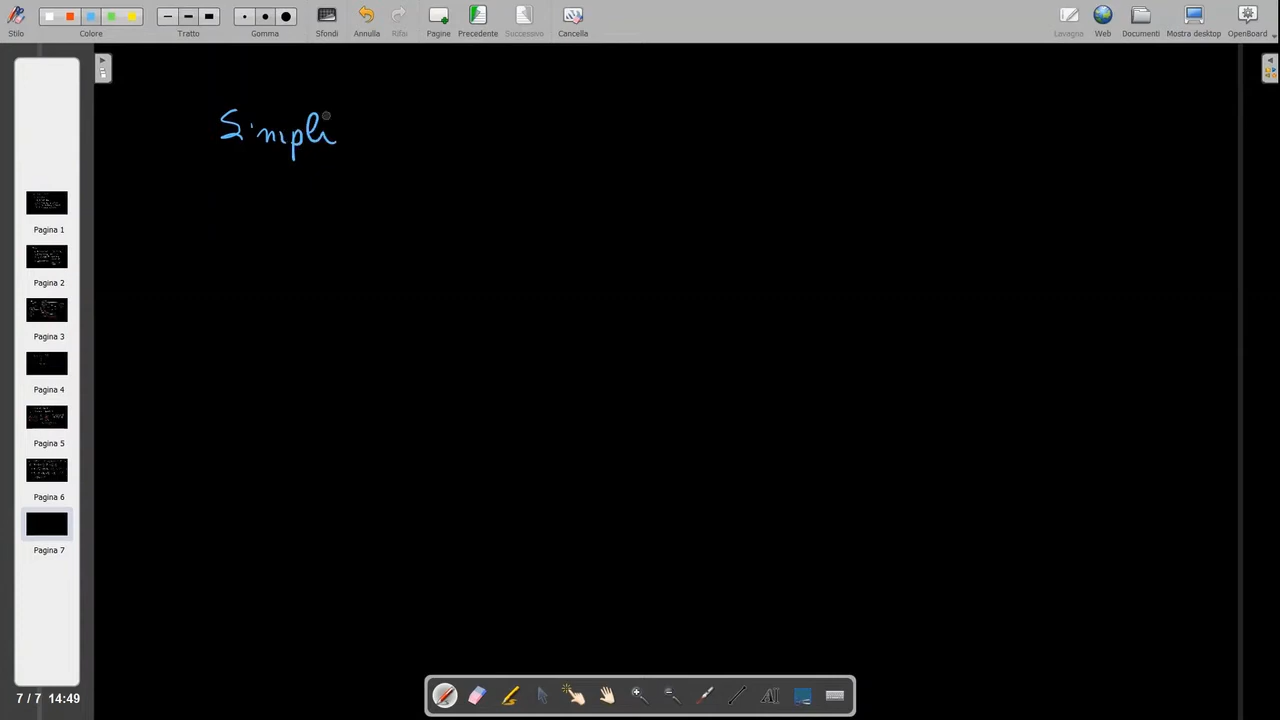 Stilo Colore Tratto Gomma Sfondi Annulla Rifai Pagine Precedente Successivo Cancella Lavagna Web Documenti Mostra desktop OpenBoard
Simpli
Pagina 1
Pagina 2
Pagina 3
Pagina 4
Pagina 5
Pagina 6
Pagina 7
7 / 7 14:49
AI